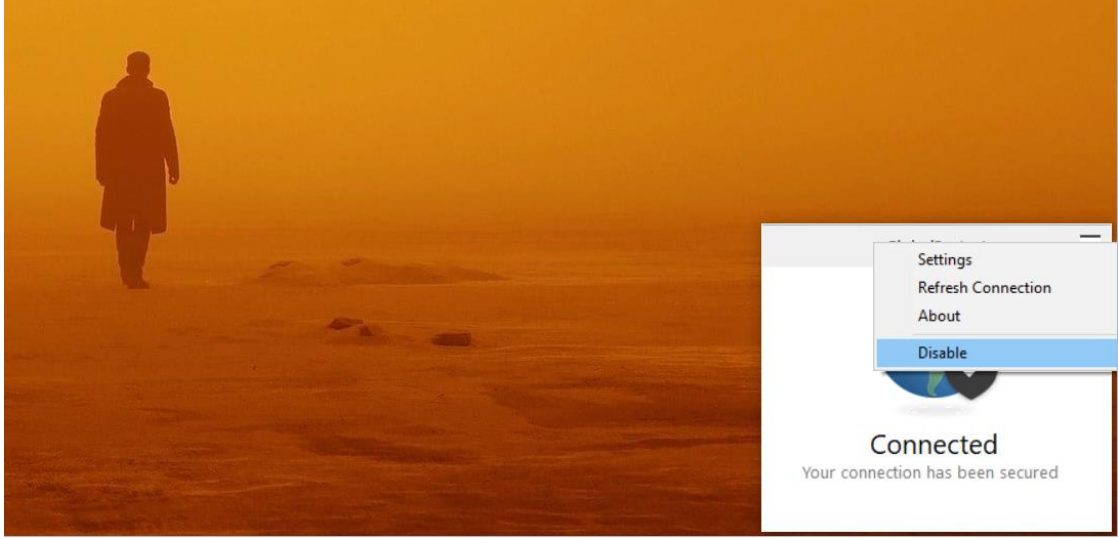 Settings
Refresh Connection
About
Disable
Connected
Your connection has been secured